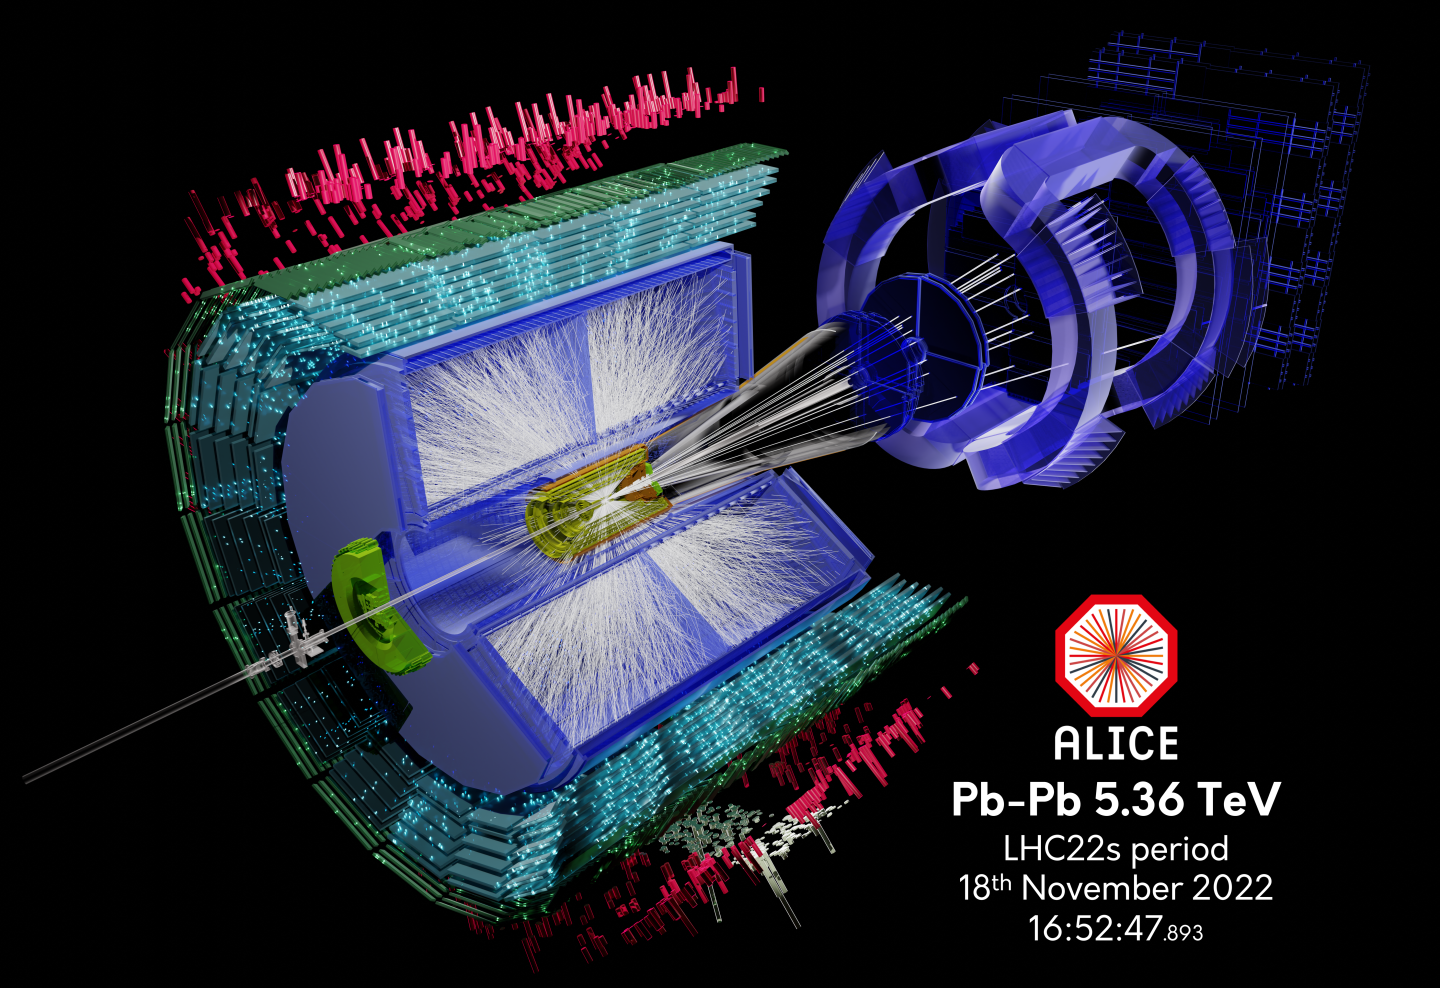 ALICE
Pb-Pb 5.36 TeV
LHC22s period
18th November 2022
16:52:47.893